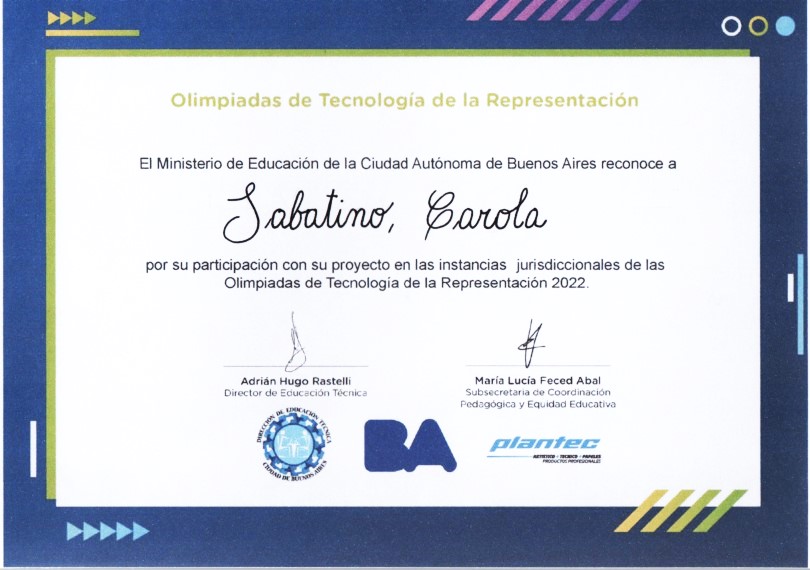 Olimpiadas de Tecnología de la Representación
El Ministerio de Educación de la Ciudad Autónoma de Buenos Aires reconoce a
Sabatino, Carola
por su participación con su proyecto en las instancias jurisdiccionales de las
Olimpiadas de Tecnología de la Representación 2022.
Adrián Hugo Rastelli
Director de Educación Técnica
María Lucía Feced Abal
Subsecretaria de Coordinación
Pedagógica y Equidad Educativa
DIRECCIÓN DE EDUCACIÓN TÉCNICA
CIUDAD DE BUENOS AIRES
BA
plantec
ARTÍSTICO • TÉCNICO • PAPELES
PRODUCTOS PROFESIONALES